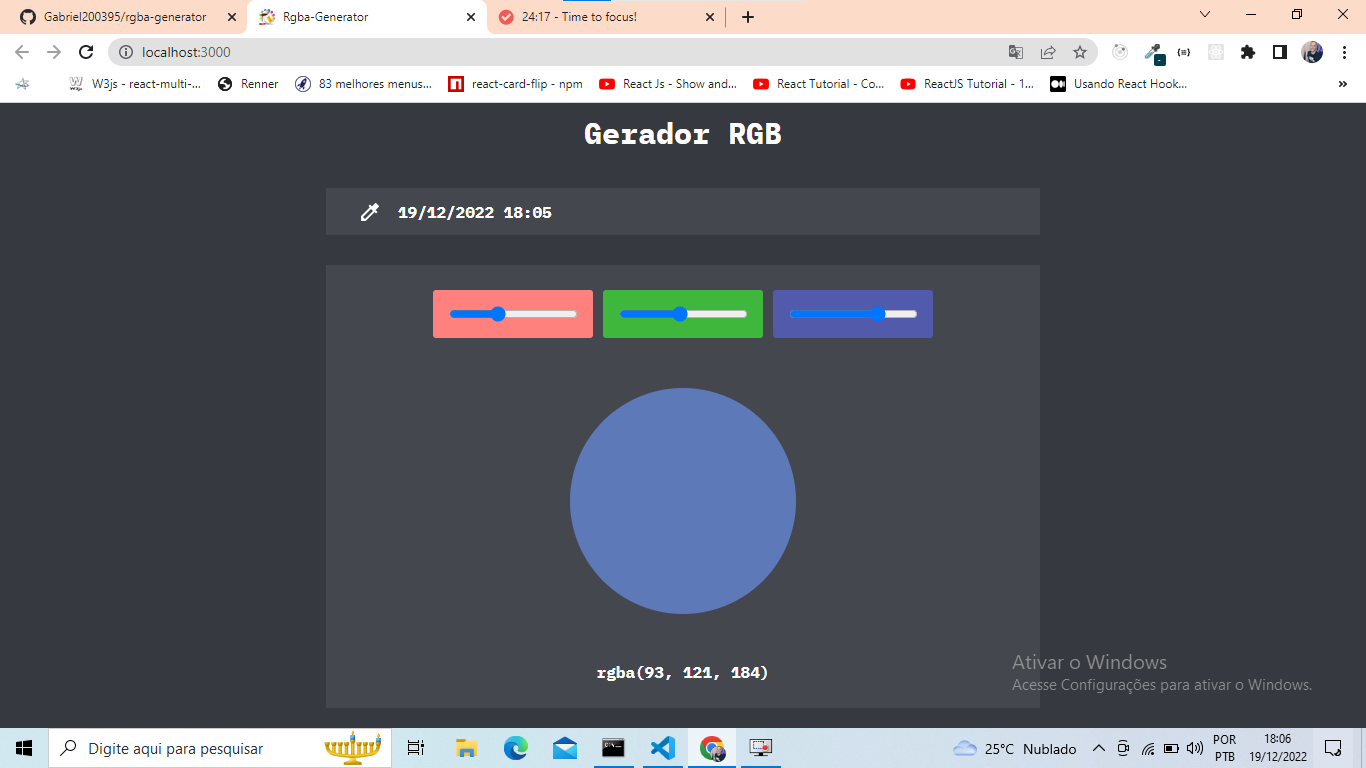 Gabriel200395/rgba-generator
Rgba-Generator
24:17 - Time to focus!
localhost:3000
W3js - react-multi-...
Renner
83 melhores menus...
react-card-flip - npm
React Js - Show and...
React Tutorial - Co...
ReactJS Tutorial - 1...
Usando React Hook...
Gerador RGB
19/12/2022 18:05
rgba(93, 121, 184)
Ativar o Windows
Acesse Configurações para ativar o Windows.
Digite aqui para pesquisar
25°C Nublado
POR
PTB
18:06
19/12/2022